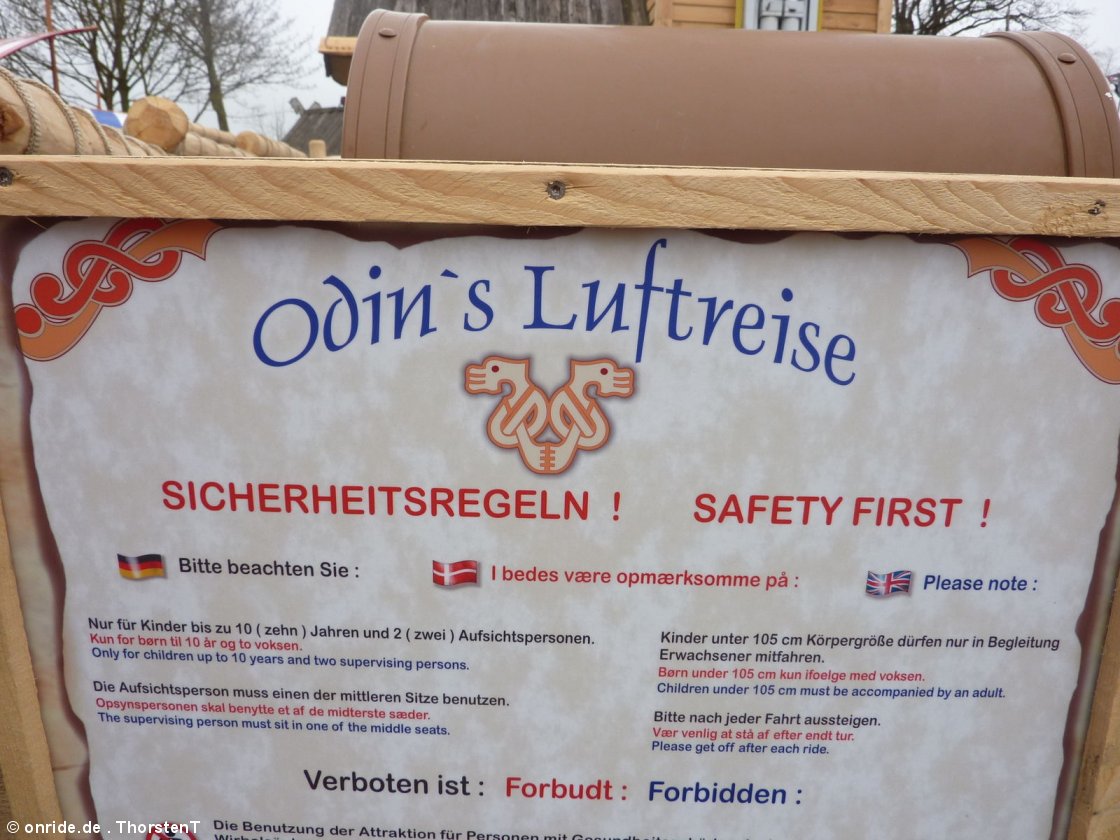 Odin`s Luftreise
SICHERHEITSREGELN !
SAFETY FIRST !
Bitte beachten Sie :
I bedes være opmærksomme på :
Please note :
Nur für Kinder bis zu 10 ( zehn ) Jahren und 2 ( zwei ) Aufsichtspersonen.
Kun for børn til 10 år og to voksen.
Only for children up to 10 years and two supervising persons.
Die Aufsichtsperson muss einen der mittleren Sitze benutzen.
Opsynspersonen skal benytte et af de midterste sæder.
The supervising person must sit in one of the middle seats.
Kinder unter 105 cm Körpergröße dürfen nur in Begleitung
Erwachsener mitfahren.
Børn under 105 cm kun ifoelge med voksen.
Children under 105 cm must be accompanied by an adult.
Bitte nach jeder Fahrt aussteigen.
Vær venlig at stå af efter endt tur.
Please get off after each ride.
Verboten ist : Forbudt : Forbidden :
Die Benutzung der Attraktion für Personen mit
© onride.de . ThorstenT